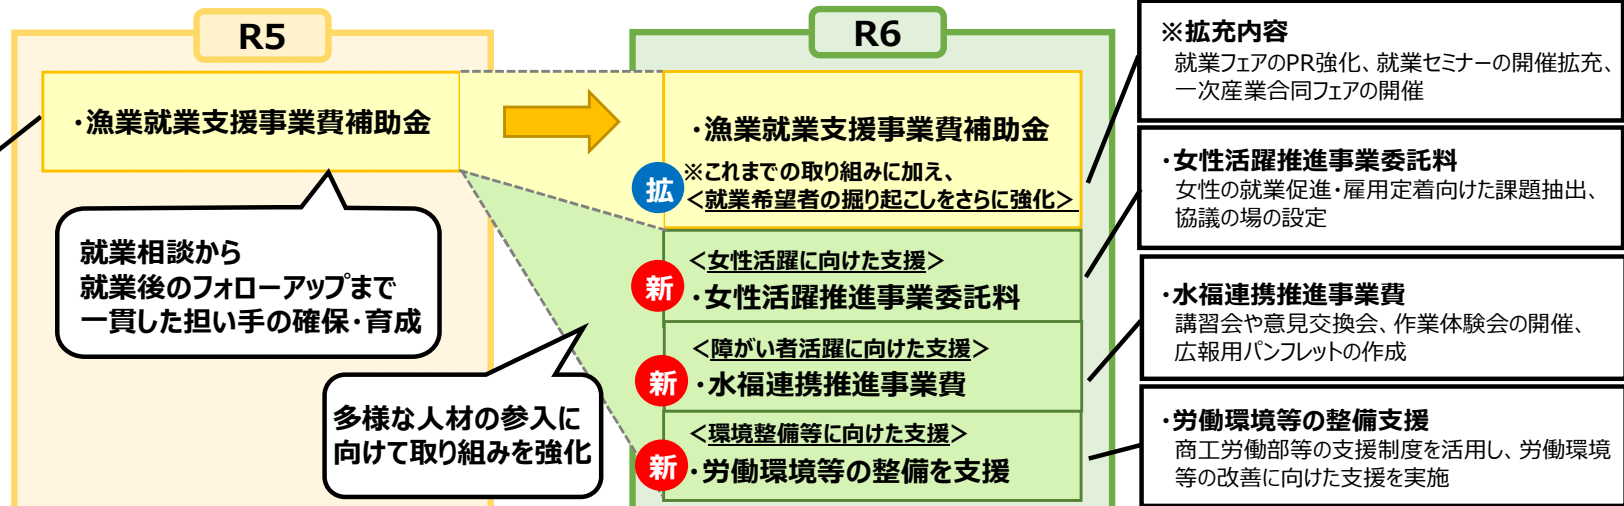 R5
・漁業就業支援事業費補助金
就業相談から
就業後のフォローアップまで
一貫した担い手の確保・育成
多様な人材の参入に
向けて取り組みを強化
R6
・漁業就業支援事業費補助金
拡
※これまでの取り組みに加え、
<就業希望者の掘り起こしをさらに強化>
<女性活躍に向けた支援>
新
・女性活躍推進事業委託料
<障がい者活躍に向けた支援>
新
・水福連携推進事業費
<環境整備等に向けた支援>
新
・労働環境等の整備を支援
※拡充内容
就業フェアのPR強化、就業セミナーの開催拡充、
一次産業合同フェアの開催
・女性活躍推進事業委託料
女性の就業促進・雇用定着向けた課題抽出、
協議の場の設定
・水福連携推進事業費
講習会や意見交換会、作業体験会の開催、
広報用パンフレットの作成
・労働環境等の整備支援
商工労働部等の支援制度を活用し、労働環境
等の改善に向けた支援を実施